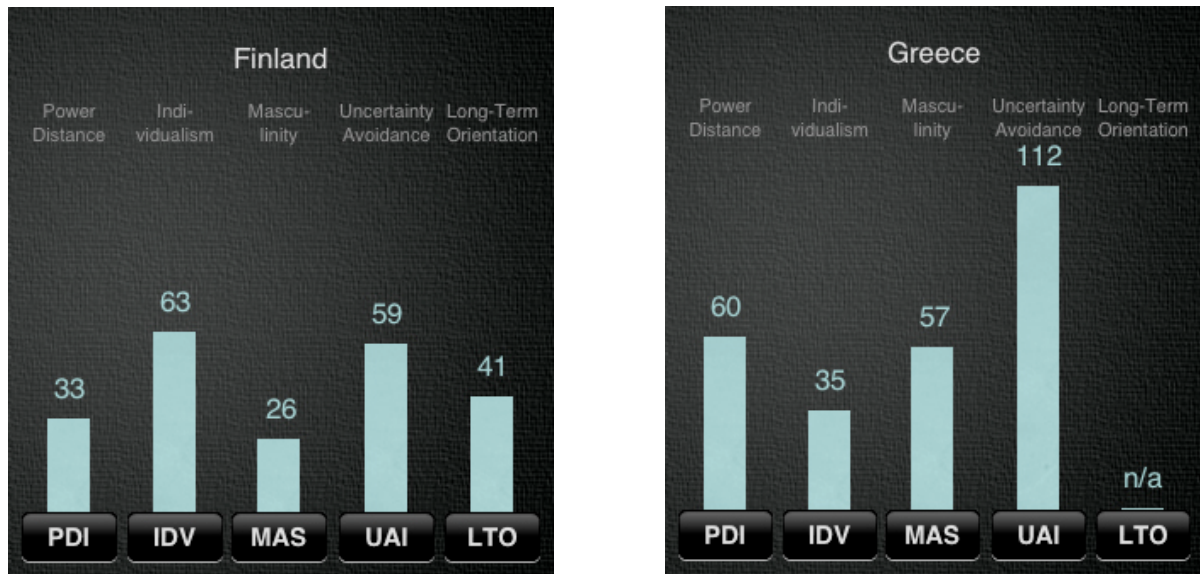 Finland
Power Indi- Mascu- Uncertainty Long-Term
Distance vidualism linity Avoidance Orientation
63
59
41
33
26
PDI IDV MAS UAI LTO
Greece
Power Indi- Mascu- Uncertainty Long-Term
Distance vidualism linity Avoidance Orientation
112
60
57
35
n/a
PDI IDV MAS UAI LTO